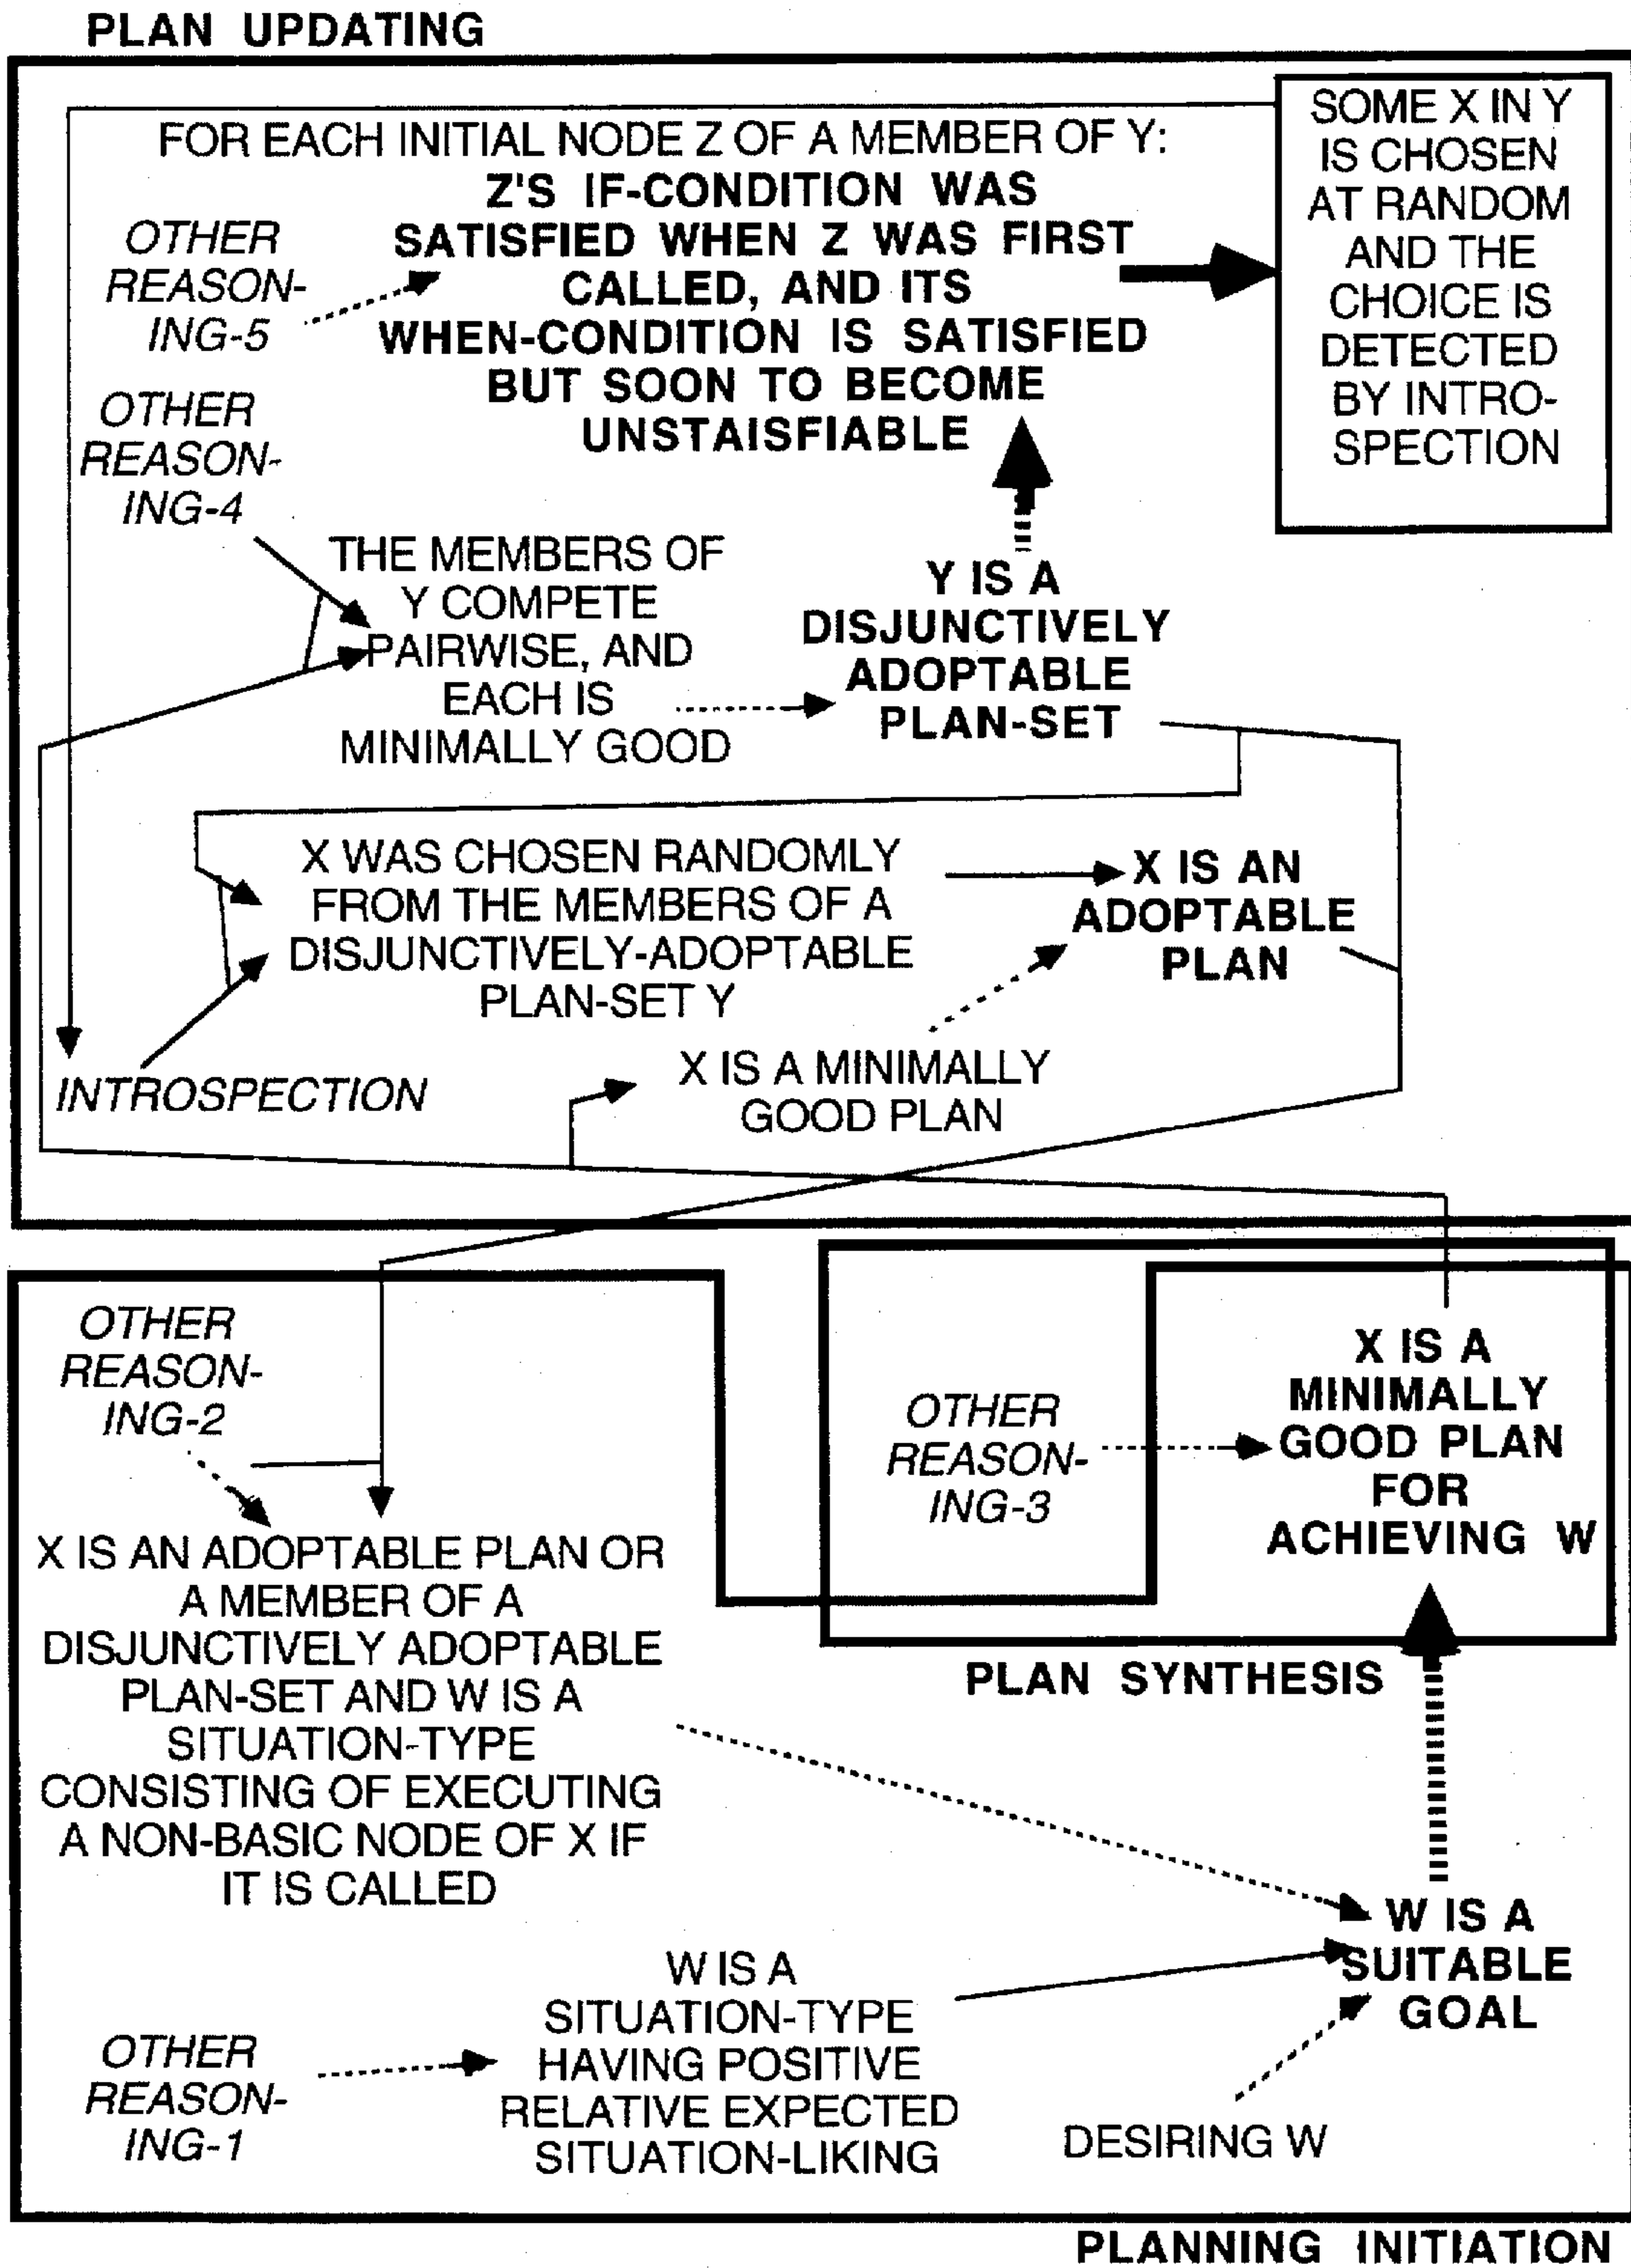 PLAN UPDATING
FOR EACH INITIAL NODE Z OF A MEMBER OF Y:
Z'S IF-CONDITION WAS
SATISFIED WHEN Z WAS FIRST
CALLED, AND ITS
WHEN-CONDITION IS SATISFIED
BUT SOON TO BECOME
UNSTAISFIABLE
SOME X IN Y
IS CHOSEN
AT RANDOM
AND THE
CHOICE IS
DETECTED
BY INTRO-
SPECTION
OTHER
REASON-
ING-5
OTHER
REASON-
ING-4
THE MEMBERS OF
Y COMPETE
PAIRWISE, AND
EACH IS
MINIMALLY GOOD
Y IS A
DISJUNCTIVELY
ADOPTABLE
PLAN-SET
X WAS CHOSEN RANDOMLY
FROM THE MEMBERS OF A
DISJUNCTIVELY-ADOPTABLE
PLAN-SET Y
X IS AN
ADOPTABLE
PLAN
INTROSPECTION
X IS A MINIMALLY
GOOD PLAN
OTHER
REASON-
ING-2
OTHER
REASON-
ING-3
X IS A
MINIMALLY
GOOD PLAN
FOR
ACHIEVING W
PLAN SYNTHESIS
X IS AN ADOPTABLE PLAN OR
A MEMBER OF A
DISJUNCTIVELY ADOPTABLE
PLAN-SET AND W IS A
SITUATION-TYPE
CONSISTING OF EXECUTING
A NON-BASIC NODE OF X IF
IT IS CALLED
W IS A
SUITABLE
GOAL
W IS A
SITUATION-TYPE
HAVING POSITIVE
RELATIVE EXPECTED
SITUATION-LIKING
OTHER
REASON-
ING-1
DESIRING W
PLANNING INITIATION